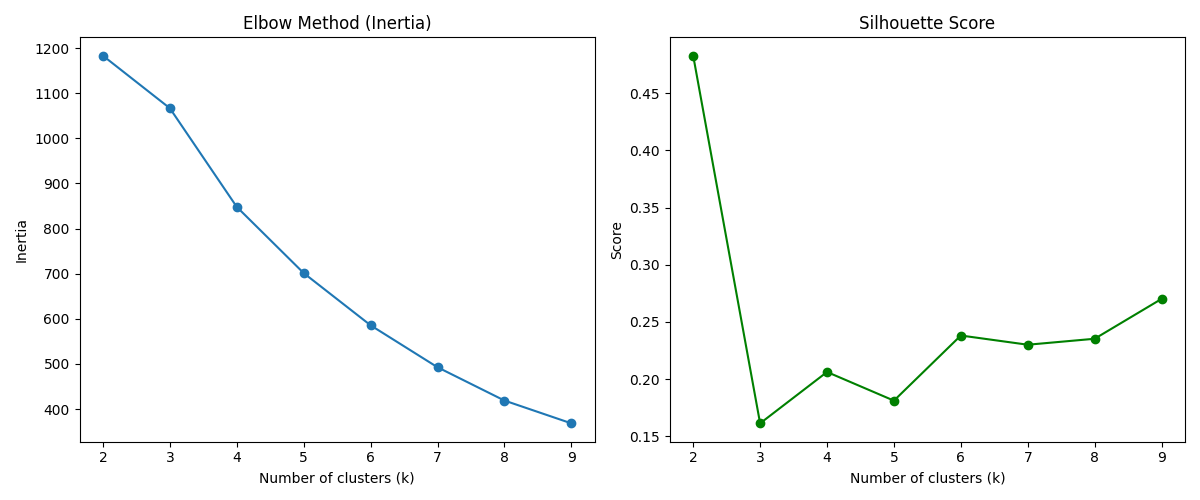 Elbow Method (Inertia)
1200
1100
1000
900
800
700
600
500
400
Inertia
2 3 4 5 6 7 8 9
Number of clusters (k)
Silhouette Score
0.45
0.40
0.35
0.30
0.25
0.20
0.15
Score
2 3 4 5 6 7 8 9
Number of clusters (k)